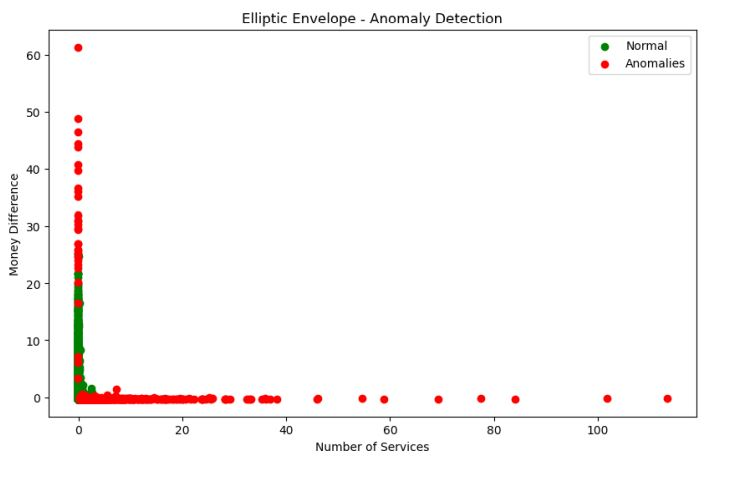 Elliptic Envelope - Anomaly Detection
Normal
Anomalies
60
50
40
30
20
10
0
Money Difference
0 20 40 60 80 100
Number of Services